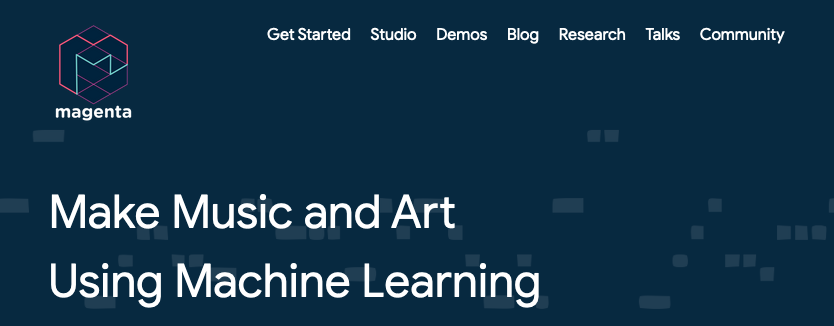 magenta
Get Started Studio Demos Blog Research Talks Community
Make Music and Art
Using Machine Learning